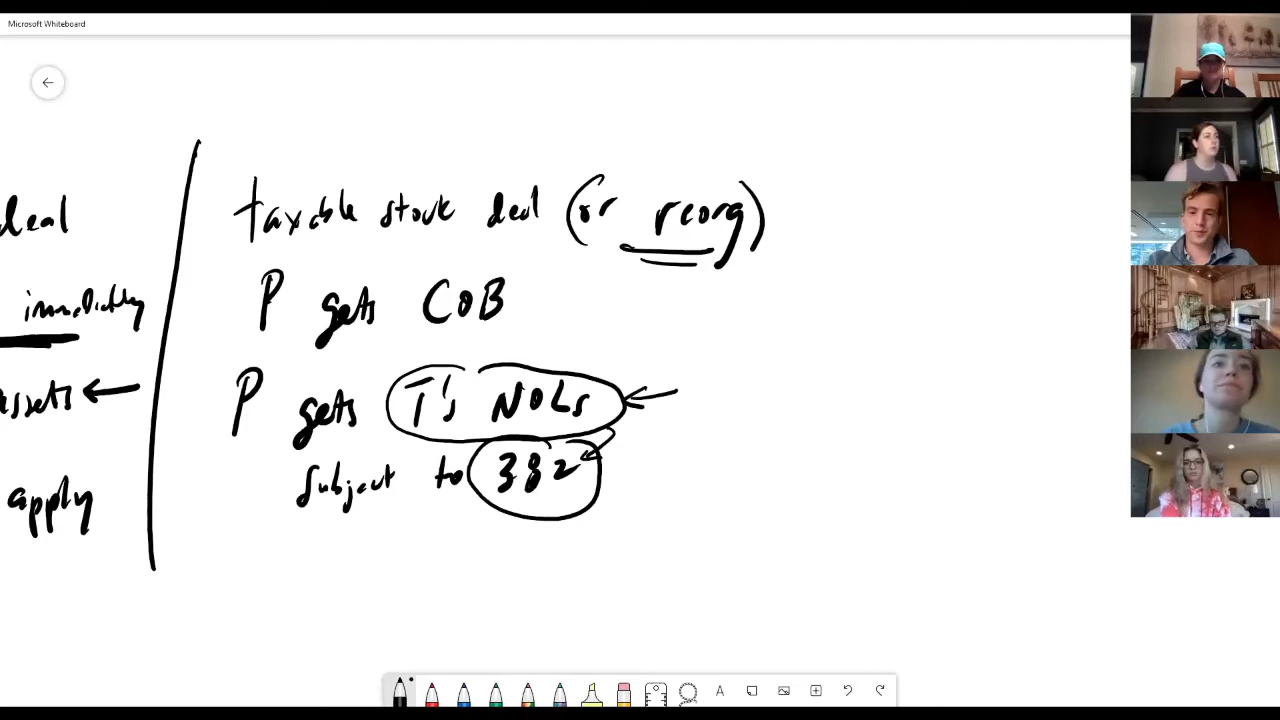 Microsoft Whiteboard
deal
immediately
assets
apply
taxable stock deal (or reorg)
P gets COB
P gets T's NOLs
subject to 382
A